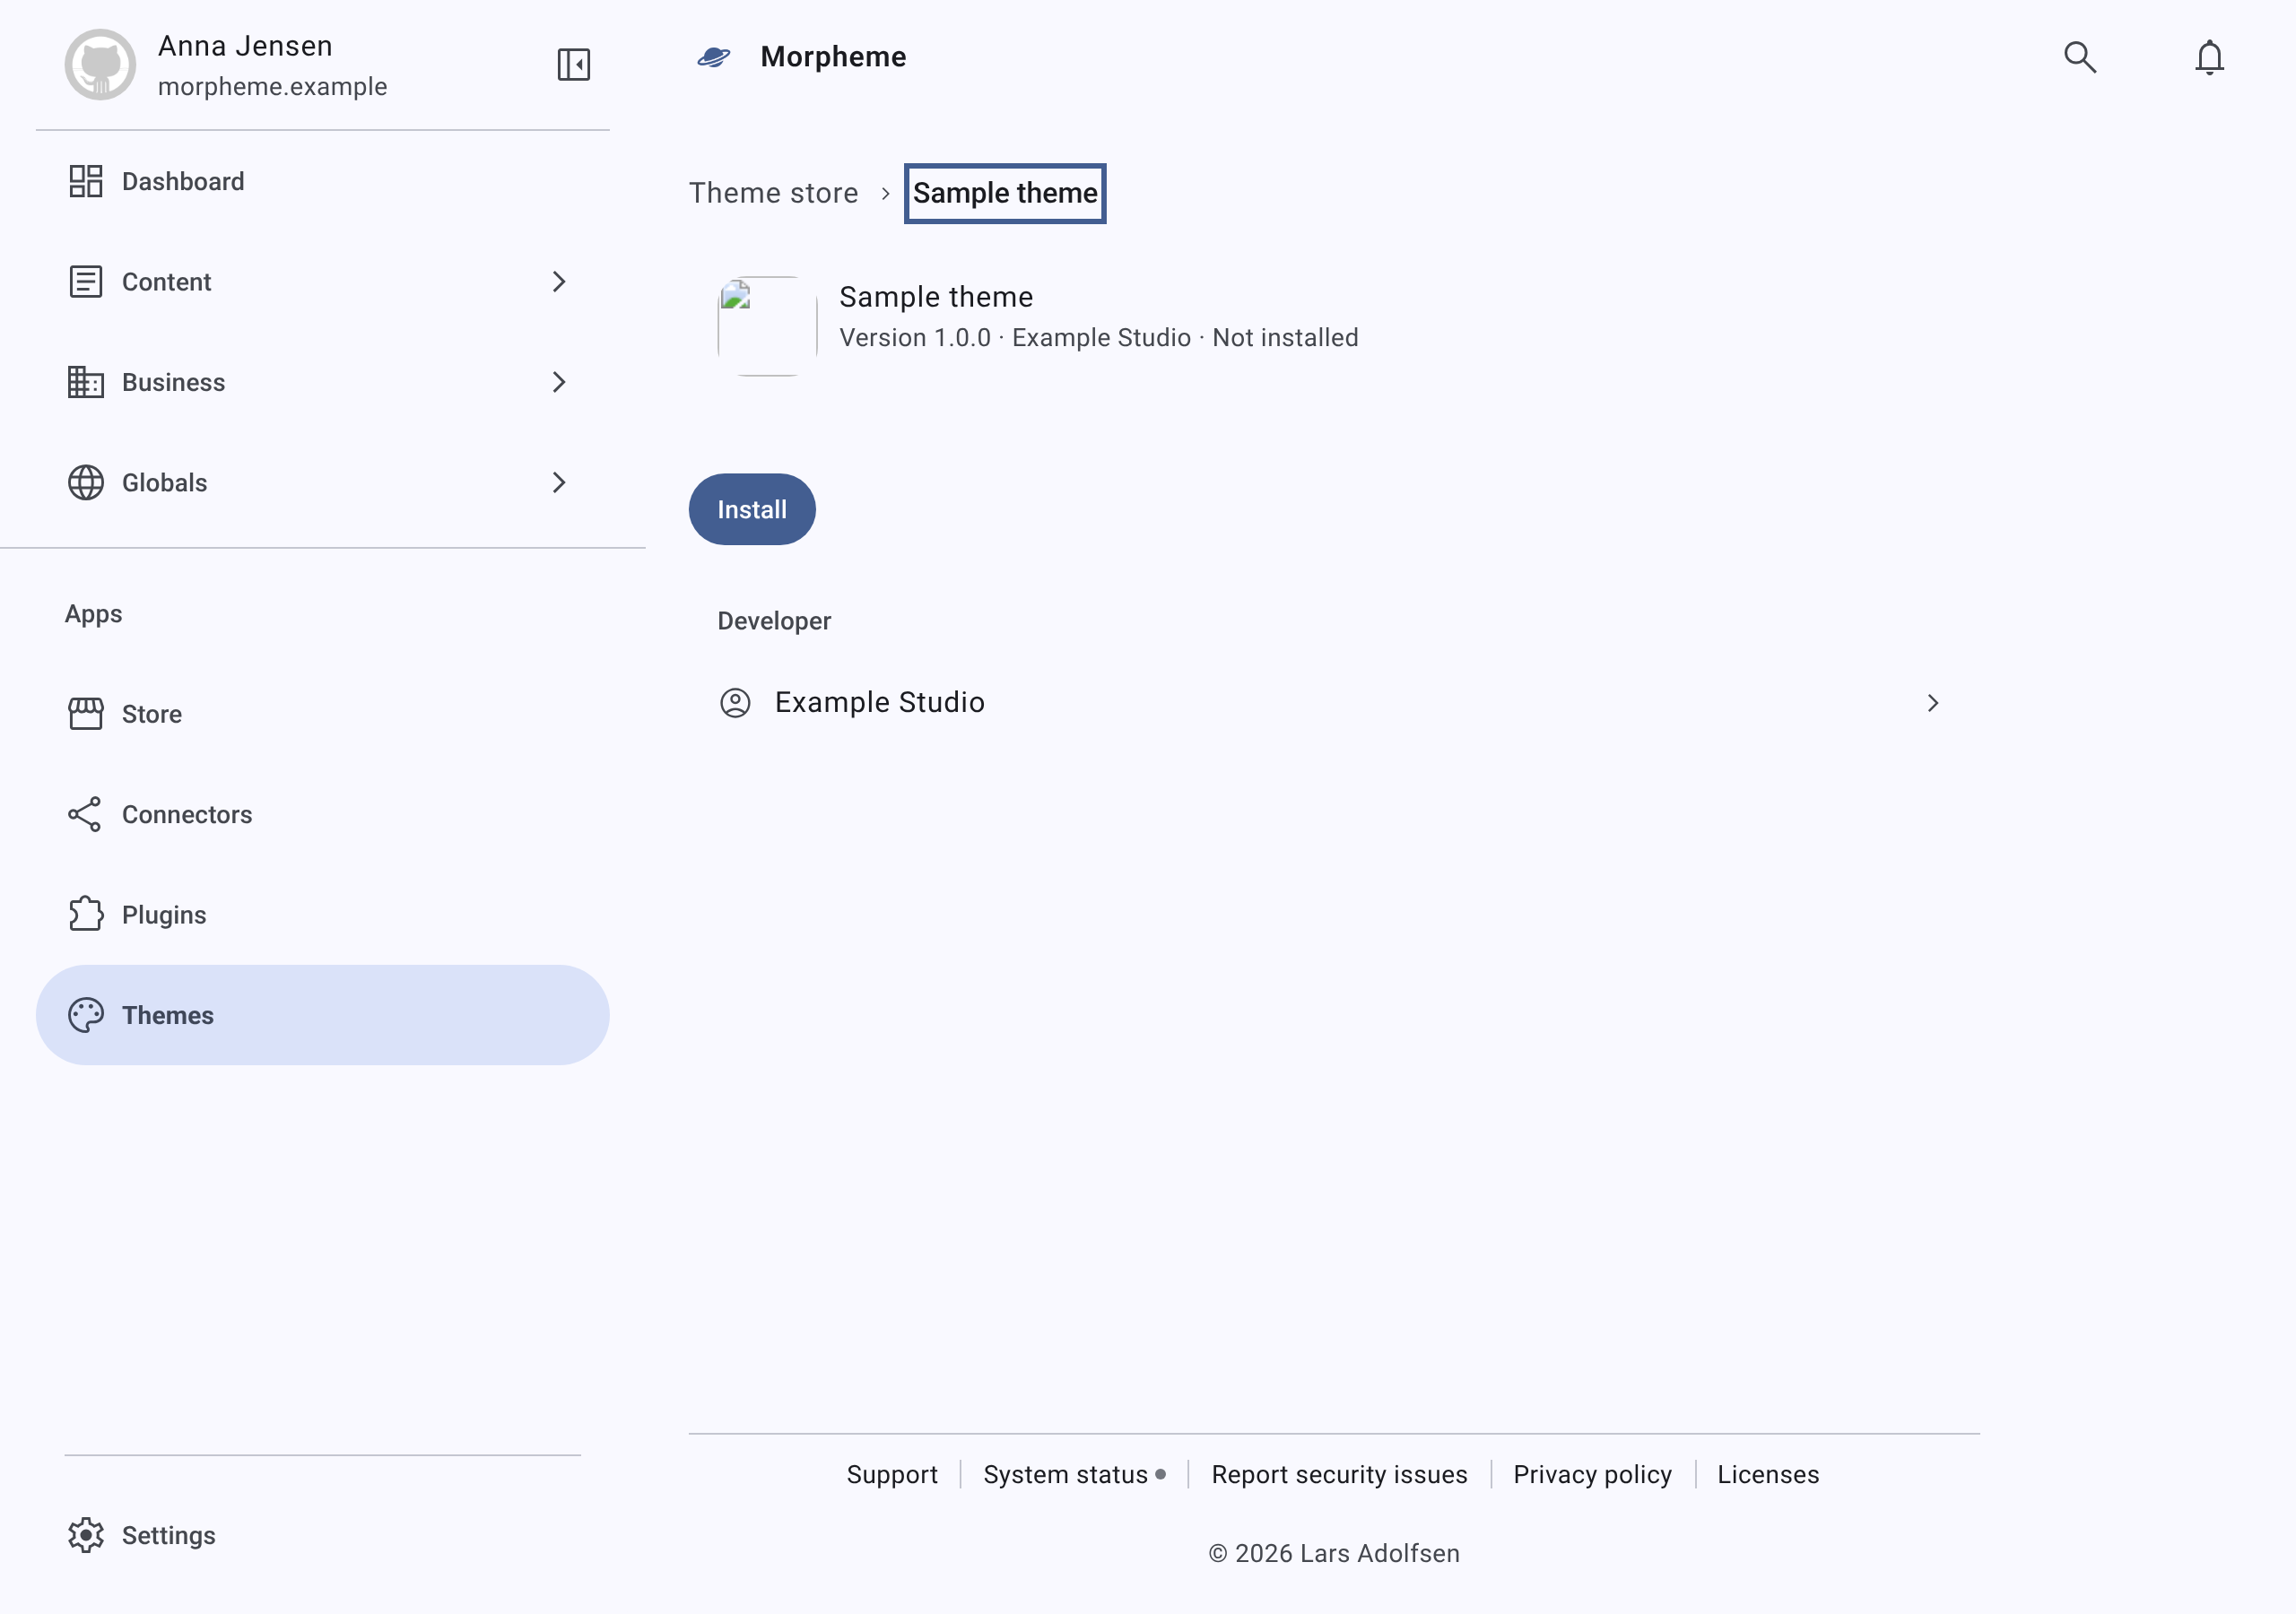 Anna Jensen
morpheme.example
Dashboard
Content
Business
Globals
Apps
Store
Connectors
Plugins
Themes
Settings
Morpheme
Theme store › Sample theme
Sample theme
Version 1.0.0 · Example Studio · Not installed
Install
Developer
Example Studio
Support
System status
Report security issues
Privacy policy
Licenses
© 2026 Lars Adolfsen